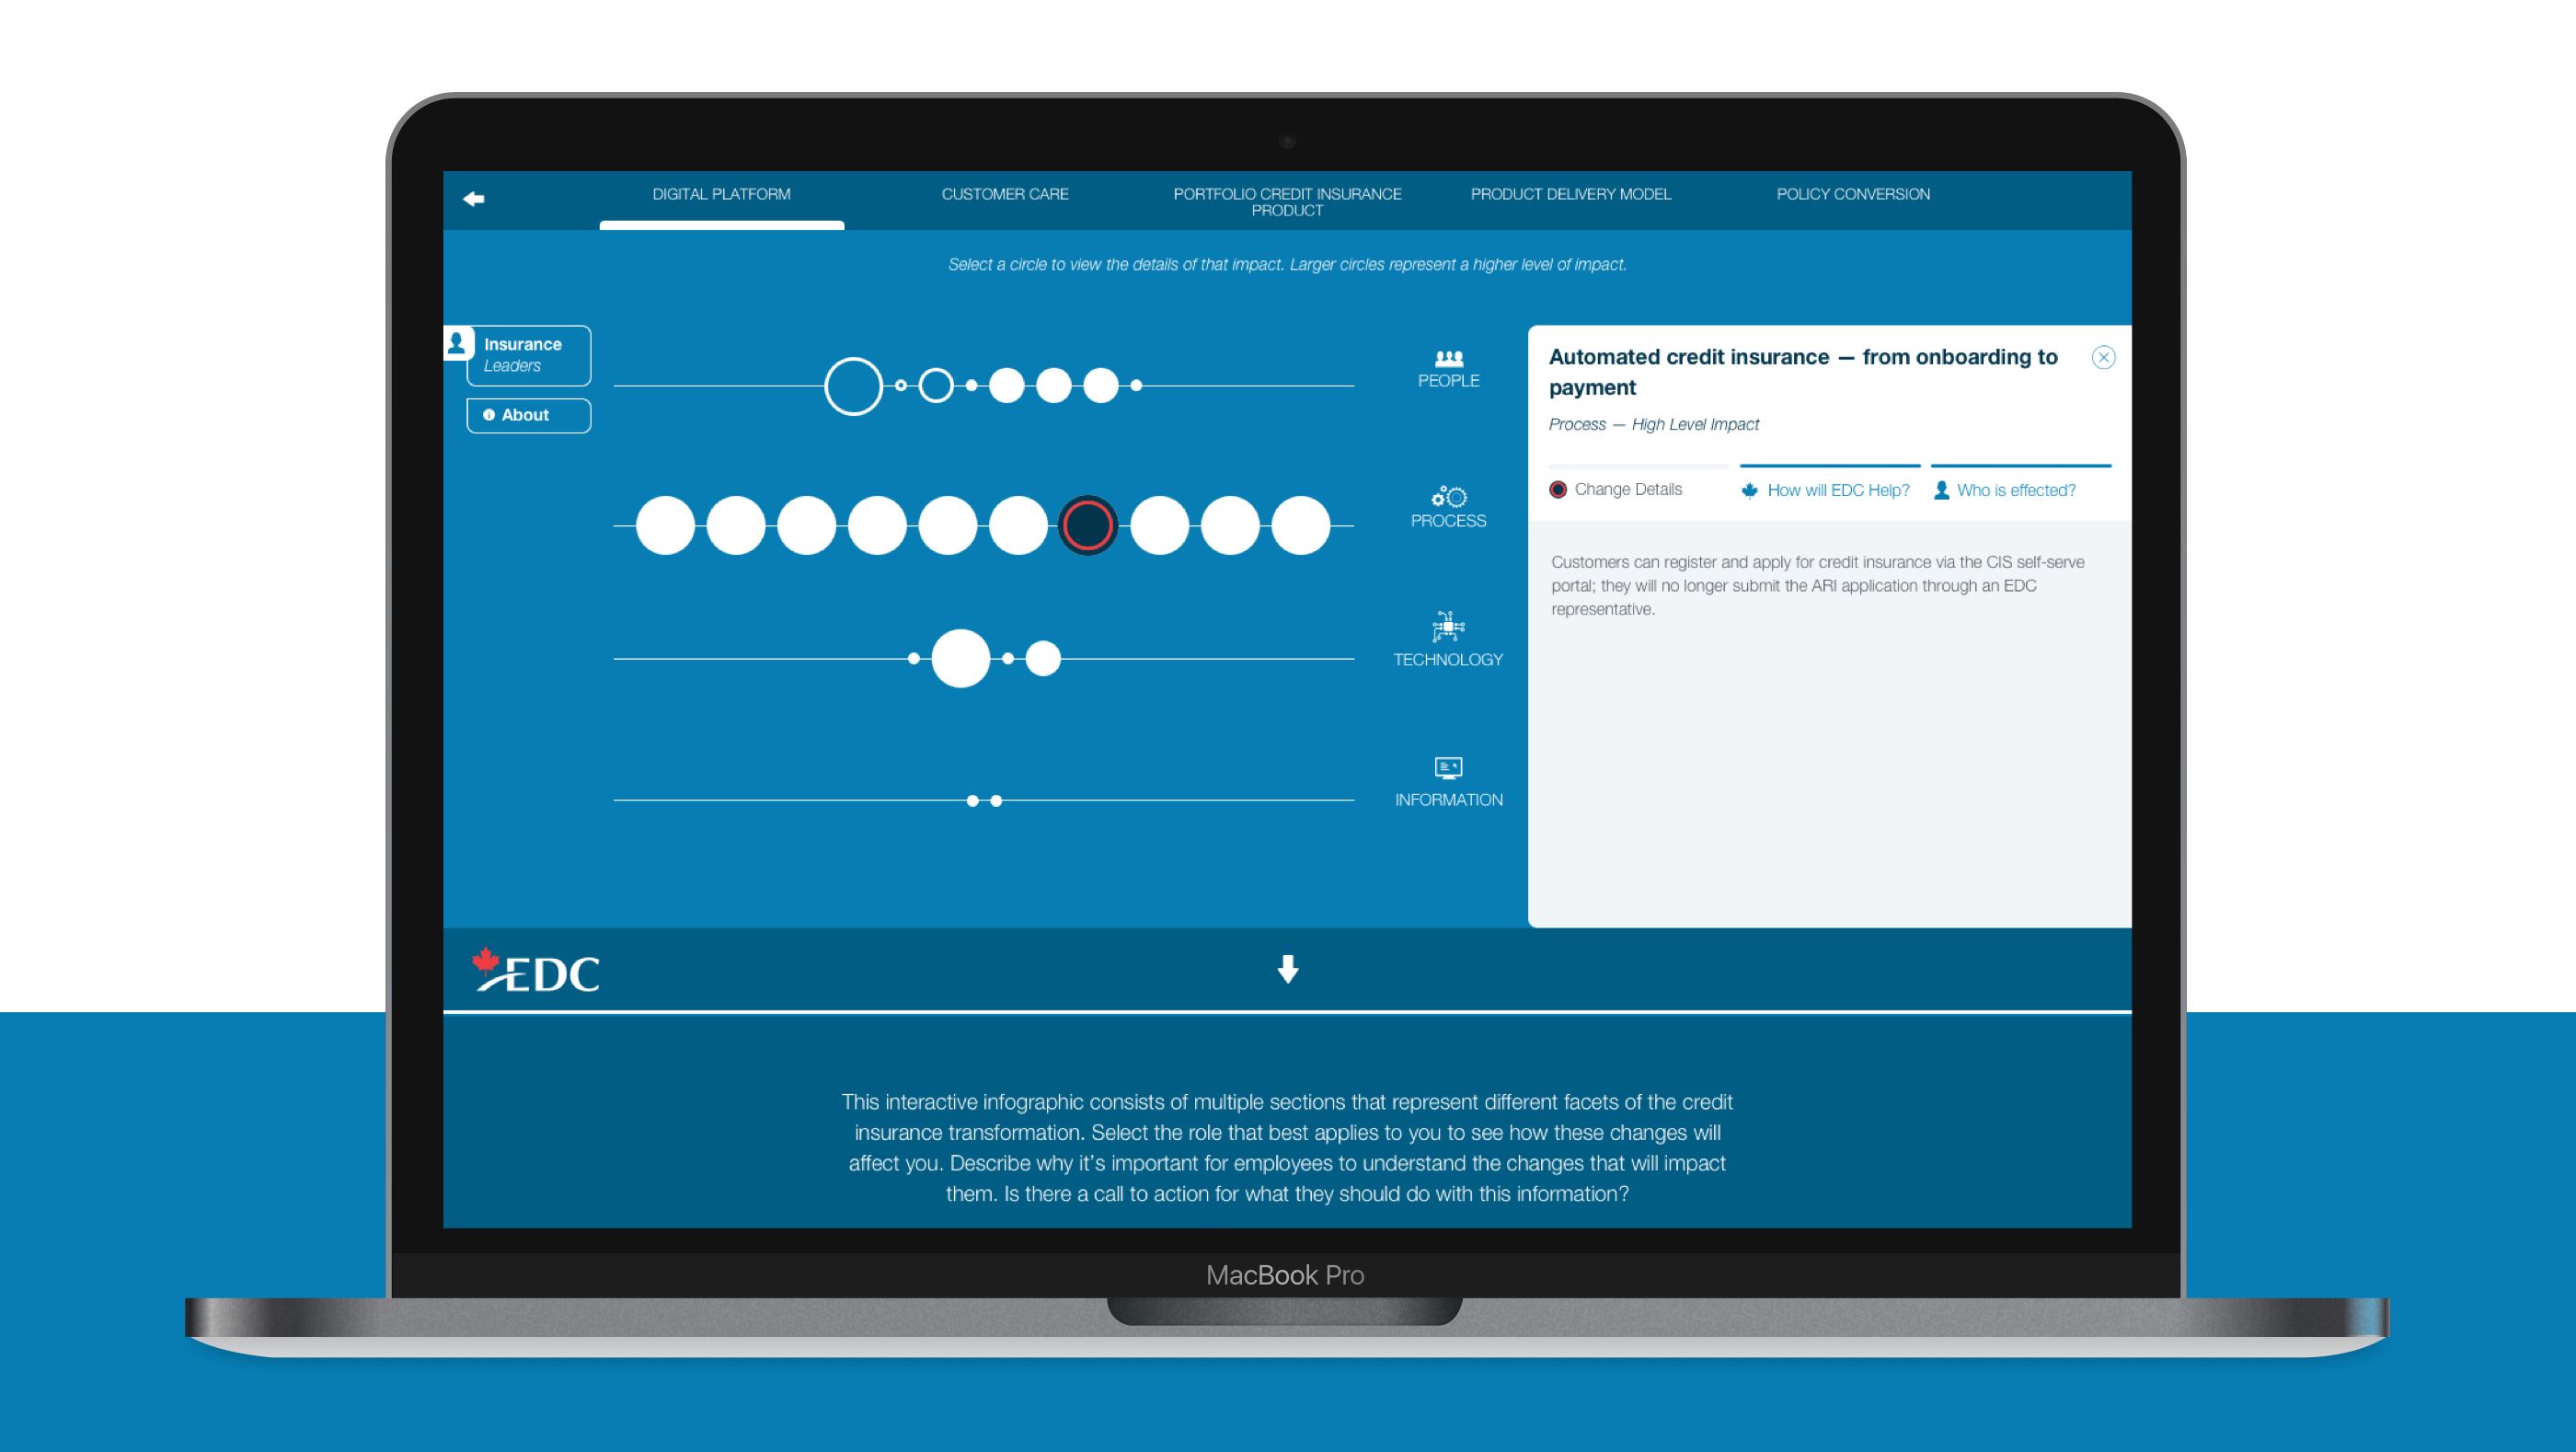 DIGITAL PLATFORM
CUSTOMER CARE
PORTFOLIO CREDIT INSURANCE
PRODUCT
PRODUCT DELIVERY MODEL
POLICY CONVERSION
Select a circle to view the details of that impact. Larger circles represent a higher level of impact.
Insurance
Leaders
About
PEOPLE
PROCESS
TECHNOLOGY
INFORMATION
Automated credit insurance — from onboarding to
payment
Process — High Level Impact
Change Details
How will EDC Help?
Who is effected?
Customers can register and apply for credit insurance via the CIS self-serve
portal; they will no longer submit the ARI application through an EDC
representative.
EDC
This interactive infographic consists of multiple sections that represent different facets of the credit
insurance transformation. Select the role that best applies to you to see how these changes will
affect you. Describe why it's important for employees to understand the changes that will impact
them. Is there a call to action for what they should do with this information?
MacBook Pro